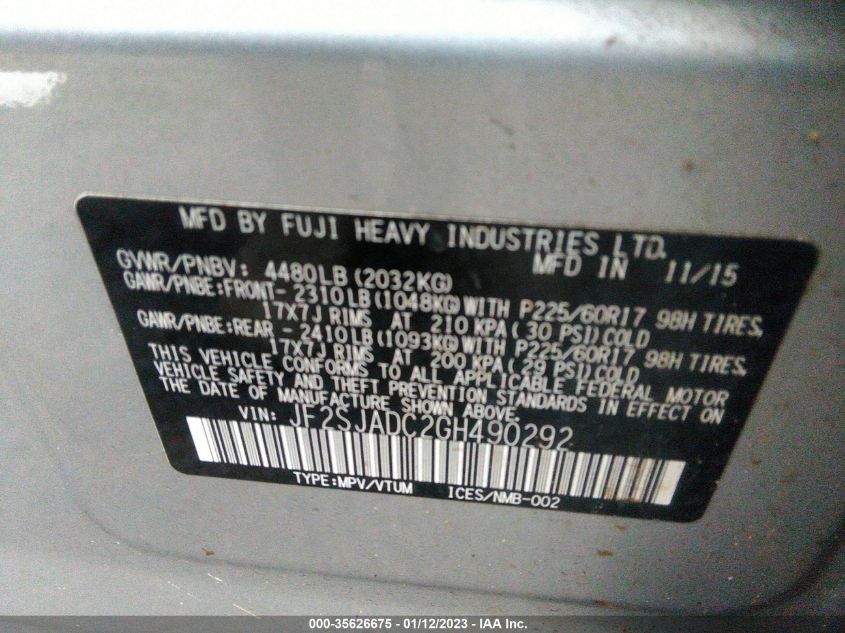 MFD BY FUJI HEAVY INDUSTRIES LTD.
GVWR/PNBV: 4480LB (2032KG) MFD IN 11/15
GAWR/PNBE:FRONT- 2310LB(1048KG)WITH P225/60R17 98H TIRES,
17X7J RIMS AT 210 KPA( 30 PSI)COLD
GAWR/PNBE:REAR - 2410LB(1093KG)WITH P225/60R17 98H TIRES,
17X7J RIMS AT 200 KPA( 29 PSI)COLD
THIS VEHICLE CONFORMS TO ALL APPLICABLE FEDERAL MOTOR
VEHICLE SAFETY AND THEFT PREVENTION STANDARDS IN EFFECT ON
THE DATE OF MANUFACTURE SHOWN ABOVE.
VIN: JF2SJADC2GH490292
TYPE:MPV/VTUM ICES/NMB-002
000-35626675 - 01/12/2023 - IAA Inc.